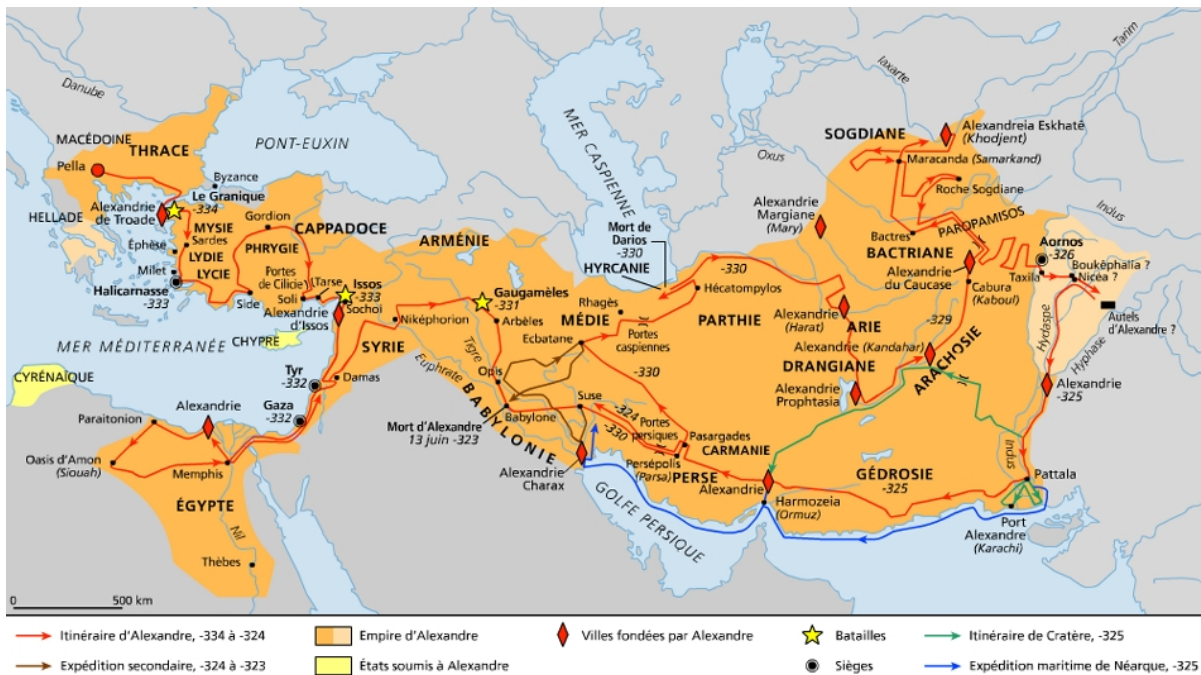 Danube
MACÉDOINE
Pella
THRACE
PONT-EUXIN
Byzance
Le Granique
-334
Alexandrie
de Troade
HELLADE
MYSIE
Sardes
Éphèse
LYDIE
Milet
LYCIE
Halicarnasse
-333
Gordion
PHRYGIE
CAPPADOCE
Portes
de Cilicie
Tarse
Issos
-333
Soli
Sochoi
Side
Alexandrie
d'Issos
CHYPRE
MER MÉDITERRANÉE
CYRÉNAÏQUE
SYRIE
Damas
Tyr
-332
Gaza
-332
Paraitonion
Alexandrie
Oasis d'Amon
(Siouah)
Memphis
ÉGYPTE
Nil
Thèbes
ARMÉNIE
Niképhorion
Gaugamèles
-331
Arbèles
Tigre
Euphrate
Opis
BABYLONIE
Babylone
Mort d'Alexandre
13 juin -323
Alexandrie
Charax
Ecbatane
MÉDIE
Rhagès
Suse
-324
-330
-330
Portes
persiques
Portes
caspiennes
Pasargades
Persépolis
(Parsa)
PERSE
CARMANIE
GOLFE PERSIQUE
MER CASPIENNE
Mort de
Darios
-330
HYRCANIE
-330
Hécatompylos
PARTHIE
Alexandrie
Harmozeia
(Ormuz)
GÉDROSIE
-325
Oxus
Iaxarte
Tarim
SOGDIANE
Alexandreia Eskhatê
(Khodjent)
Maracanda (Samarkand)
Roche Sogdiane
Alexandrie
Margiane
(Mary)
Bactres
PAROPAMISOS
BACTRIANE
Alexandrie
du Caucase
Cabura
(Kaboul)
Alexandrie
(Harat)
ARIE
-329
Alexandrie (Kandahar)
DRANGIANE
ARACHOSIE
Alexandrie
Prophtasia
Indus
Aornos
-326
Taxila
Bouképhalia ?
Nicéa ?
Autels
d'Alexandre ?
Hydaspe
Hyphase
Alexandrie
-325
Indus
Pattala
Port
Alexandre
(Karachi)
0 500 km
Itinéraire d'Alexandre, -334 à -324
Empire d'Alexandre
Villes fondées par Alexandre
Batailles
Itinéraire de Cratère, -325
Expédition secondaire, -324 à -323
États soumis à Alexandre
Sièges
Expédition maritime de Néarque, -325